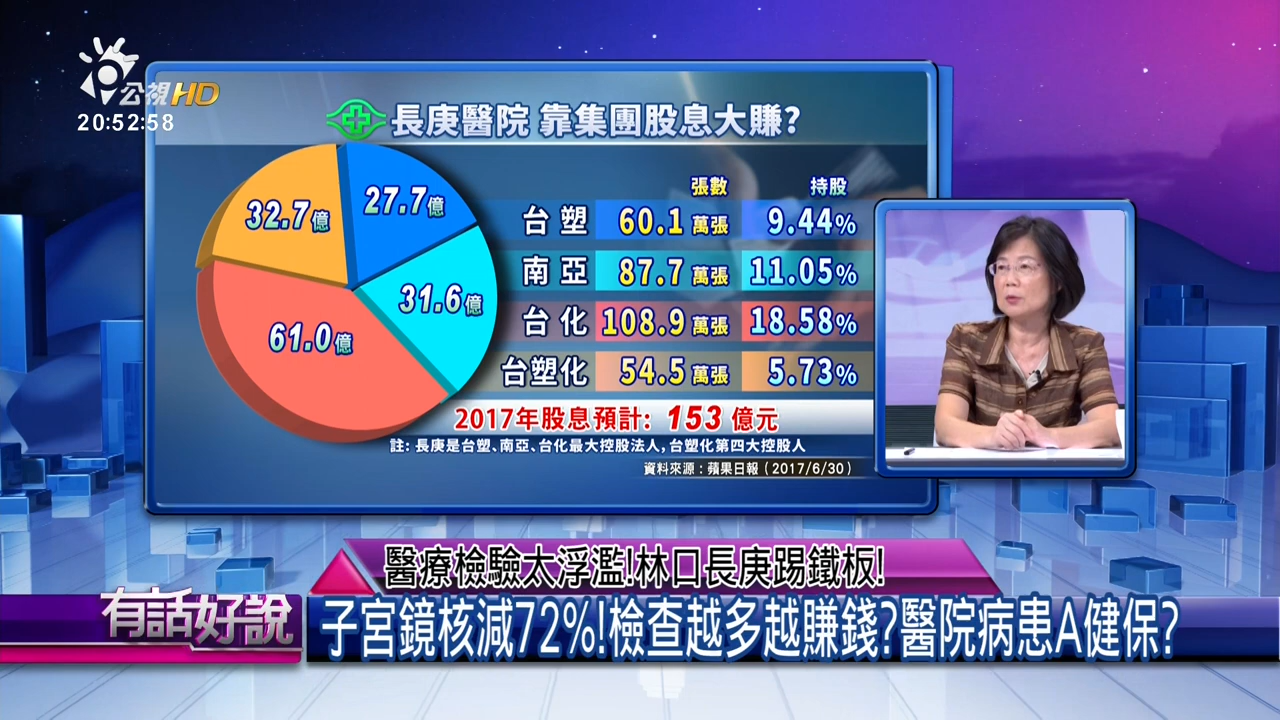 公視HD
20:52:58
長庚醫院 靠集團股息大賺?
張數 持股
32.7億 27.7億
台塑 60.1萬張 9.44%
南亞 87.7萬張 11.05%
31.6億
61.0億
台化 108.9萬張 18.58%
台塑化 54.5萬張 5.73%
2017年股息預計: 153億元
註: 長庚是台塑、南亞、台化最大控股法人,台塑化第四大控股人
資料來源:蘋果日報(2017/6/30)
醫療檢驗太浮濫!林口長庚踢鐵板!
有話好說
子宮鏡核減72%!檢查越多越賺錢?醫院病患A健保?